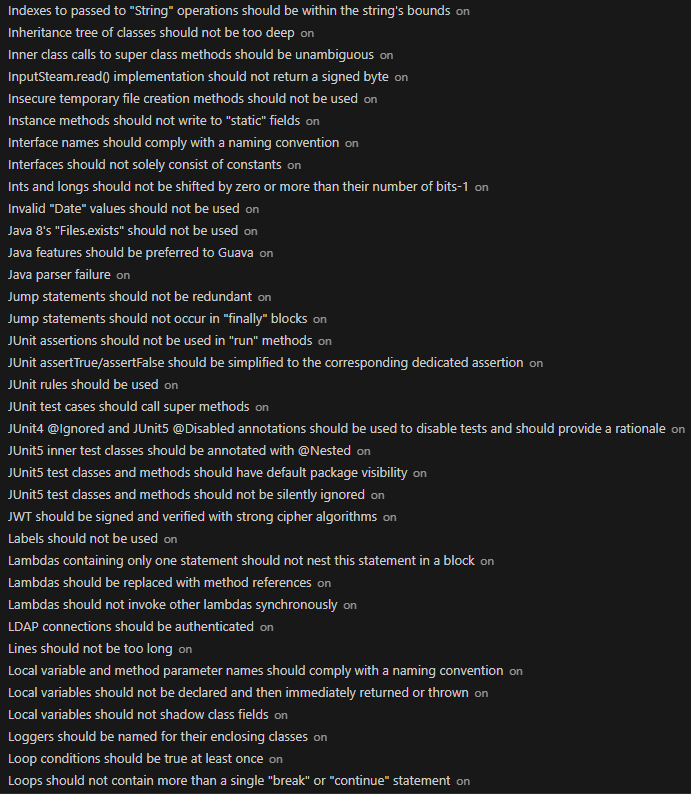 Indexes to passed to "String" operations should be within the string's bounds on
Inheritance tree of classes should not be too deep on
Inner class calls to super class methods should be unambiguous on
InputSteam.read() implementation should not return a signed byte on
Insecure temporary file creation methods should not be used on
Instance methods should not write to "static" fields on
Interface names should comply with a naming convention on
Interfaces should not solely consist of constants on
Ints and longs should not be shifted by zero or more than their number of bits-1 on
Invalid "Date" values should not be used on
Java 8's "Files.exists" should not be used on
Java features should be preferred to Guava on
Java parser failure on
Jump statements should not be redundant on
Jump statements should not occur in "finally" blocks on
JUnit assertions should not be used in "run" methods on
JUnit assertTrue/assertFalse should be simplified to the corresponding dedicated assertion on
JUnit rules should be used on
JUnit test cases should call super methods on
JUnit4 @Ignored and JUnit5 @Disabled annotations should be used to disable tests and should provide a rationale on
JUnit5 inner test classes should be annotated with @Nested on
JUnit5 test classes and methods should have default package visibility on
JUnit5 test classes and methods should not be silently ignored on
JWT should be signed and verified with strong cipher algorithms on
Labels should not be used on
Lambdas containing only one statement should not nest this statement in a block on
Lambdas should be replaced with method references on
Lambdas should not invoke other lambdas synchronously on
LDAP connections should be authenticated on
Lines should not be too long on
Local variable and method parameter names should comply with a naming convention on
Local variables should not be declared and then immediately returned or thrown on
Local variables should not shadow class fields on
Loggers should be named for their enclosing classes on
Loop conditions should be true at least once on
Loops should not contain more than a single "break" or "continue" statement on